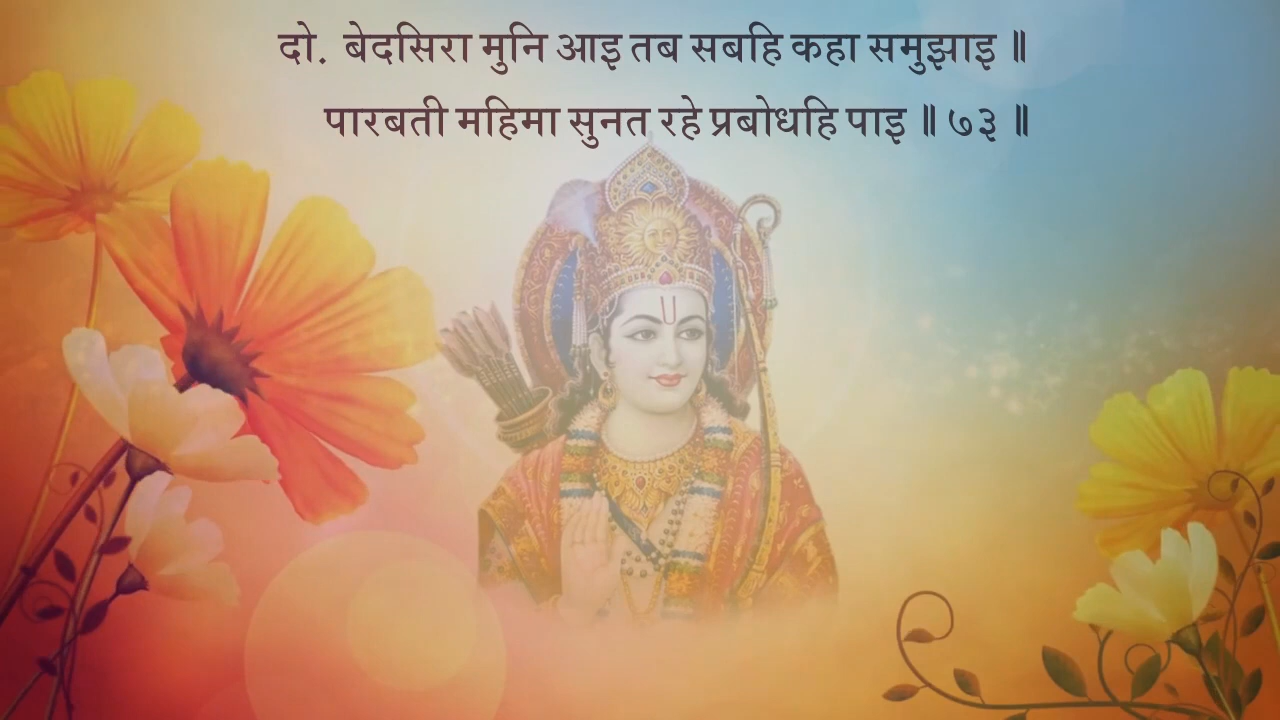 दो. बेदसिरा मुनि आइ तब सबहि कहा समुझाइ ॥
पारबती महिमा सुनत रहे प्रबोधहि पाइ ॥ ७३ ॥